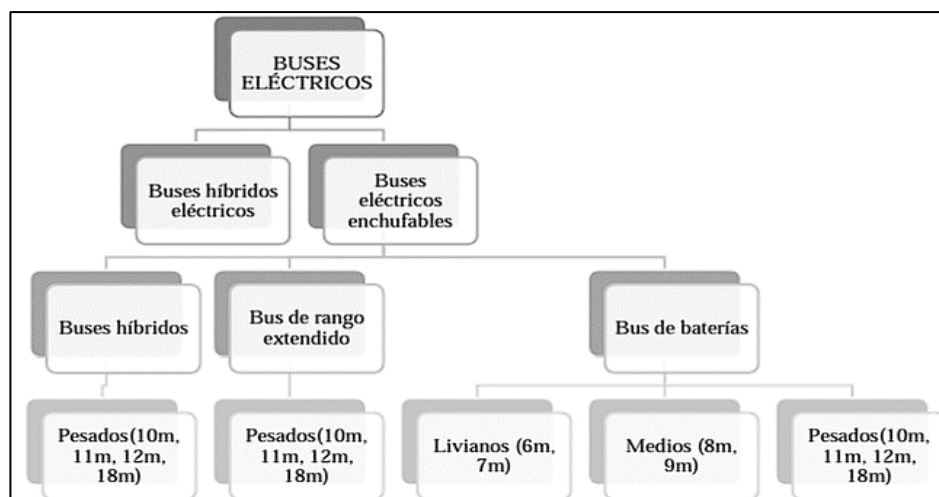 BUSES
ELÉCTRICOS
Buses híbridos
eléctricos
Buses
eléctricos
enchufables
Buses híbridos
Bus de rango
extendido
Bus de baterías
Pesados(10m,
11m, 12m,
18m)
Pesados(10m,
11m, 12m,
18m)
Livianos (6m,
7m)
Medios (8m,
9m)
Pesados(10m,
11m, 12m,
18m)